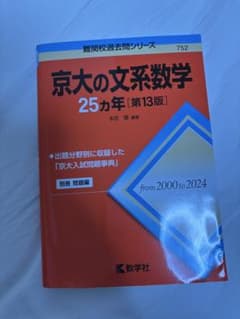 難関校過去問シリーズ
752
京大の文系数学
25カ年［第13版］
編著
●出題分野別に収録した
「京大入試問題事典」
別冊 問題編
from 2000 to 2024
教学社